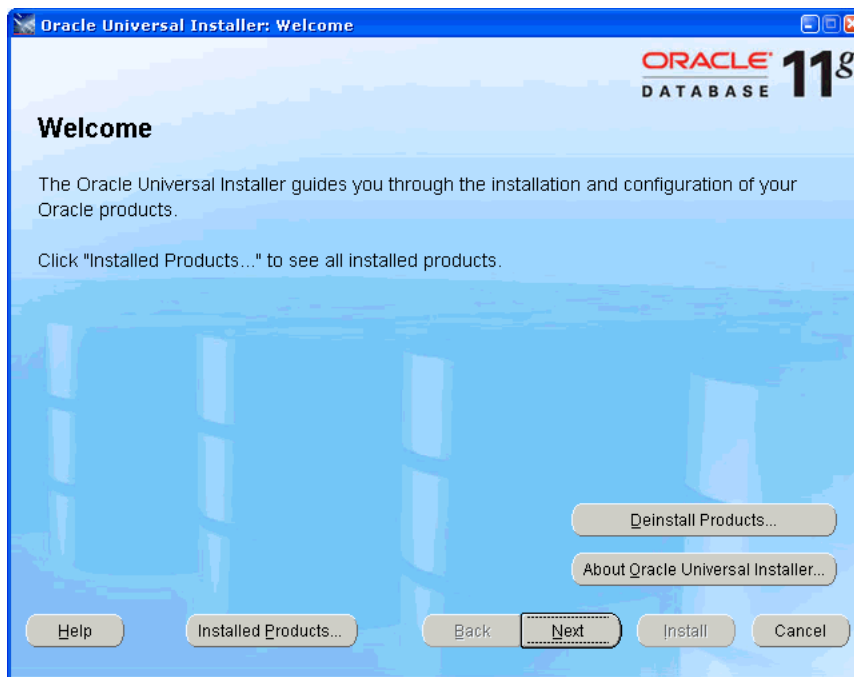 Oracle Universal Installer: Welcome
ORACLE
DATABASE 11g
Welcome
The Oracle Universal Installer guides you through the installation and configuration of your
Oracle products.
Click "Installed Products..." to see all installed products.
Deinstall Products...
About Oracle Universal Installer...
Help Installed Products... Back Next Install Cancel